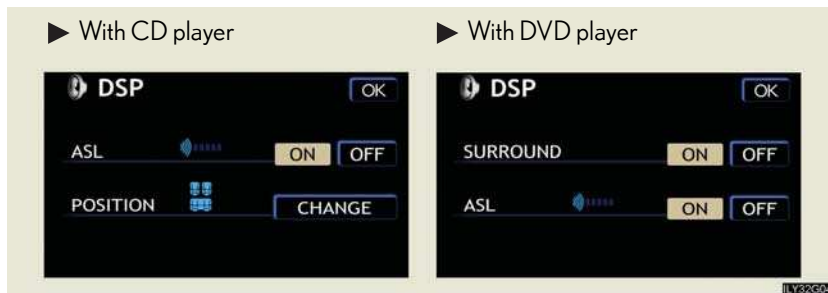 With CD player
DSP
OK
ASL
ON
OFF
POSITION
CHANGE
With DVD player
DSP
OK
SURROUND
ON
OFF
ASL
ON
OFF
ILY32G04